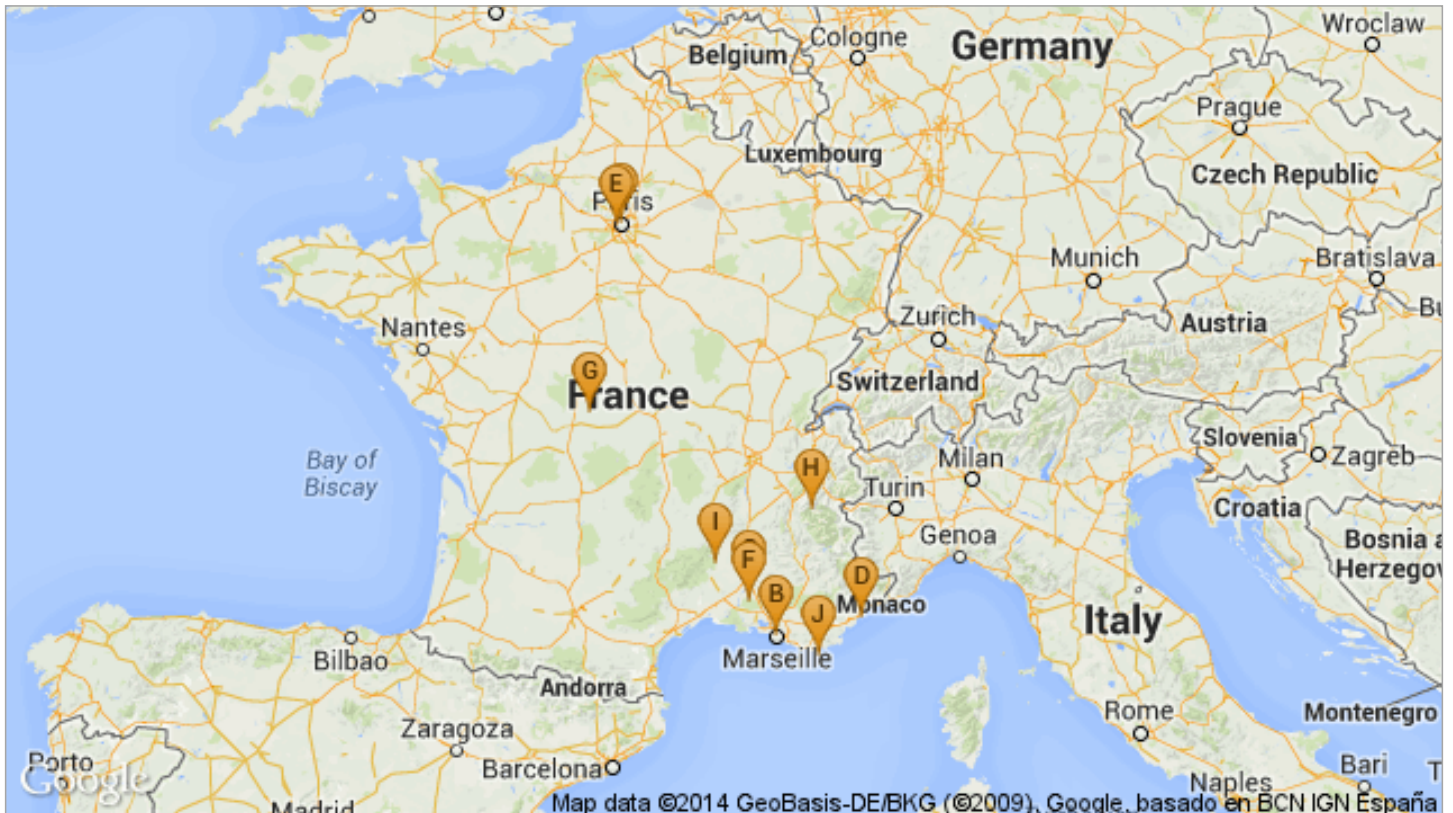 Wroclaw
Cologne
Germany
Belgium
Prague
Luxembourg
Czech Republic
E
Paris
Munich
Bratislava
Zurich
Nantes
Austria
G
France
Switzerland
Slovenia
Zagreb
Bay of
Biscay
H
Milan
Turin
Croatia
I
Genoa
F
D
B
Monaco
J
Italy
Marseille
Bilbao
Andorra
Rome
Montenegro
Zaragoza
Porto
Google
Barcelona
Bari
Naples
Madrid
Map data ©2014 GeoBasis-DE/BKG (©2009), Google, basado en BCN IGN España